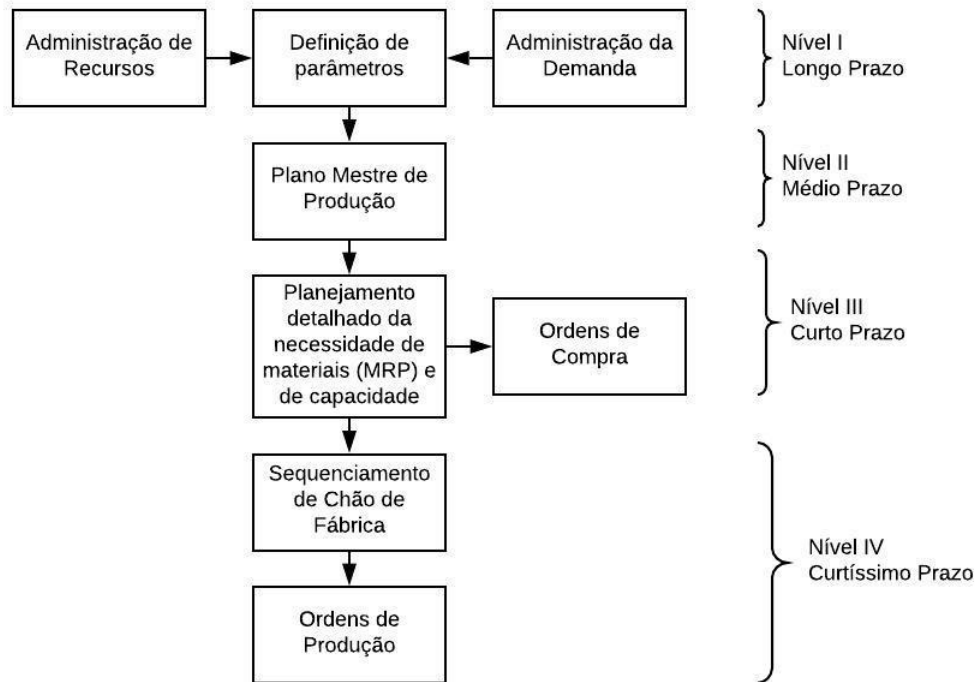 Administração de
Recursos
Definição de
parâmetros
Administração da
Demanda
Nível I
Longo Prazo
Plano Mestre de
Produção
Nível II
Médio Prazo
Planejamento
detalhado da
necessidade de
materiais (MRP) e
de capacidade
Ordens de
Compra
Nível III
Curto Prazo
Sequenciamento
de Chão de
Fábrica
Ordens de
Produção
Nível IV
Curtíssimo Prazo